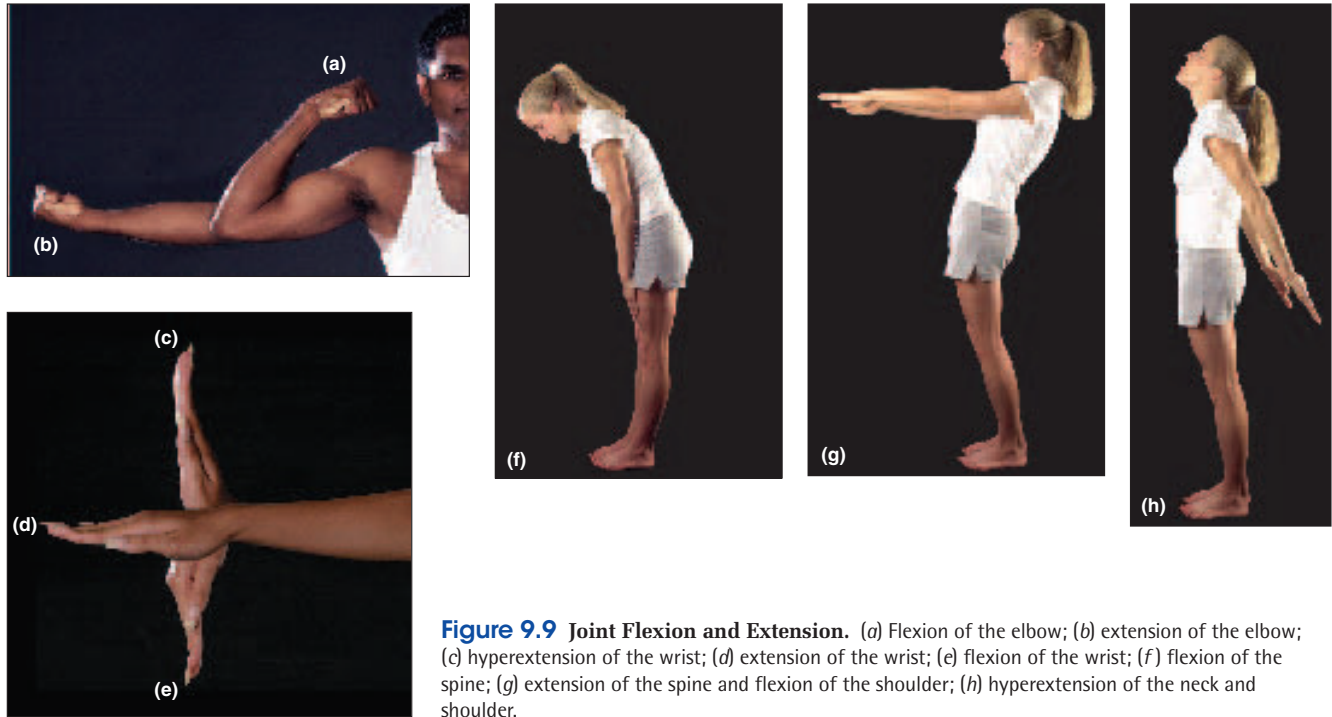 (a)
(b)
(c)
(d)
(e)
(f)
(g)
(h)
Figure 9.9 Joint Flexion and Extension. (a) Flexion of the elbow; (b) extension of the elbow;
(c) hyperextension of the wrist; (d) extension of the wrist; (e) flexion of the wrist; (f) flexion of the
spine; (g) extension of the spine and flexion of the shoulder; (h) hyperextension of the neck and
shoulder.